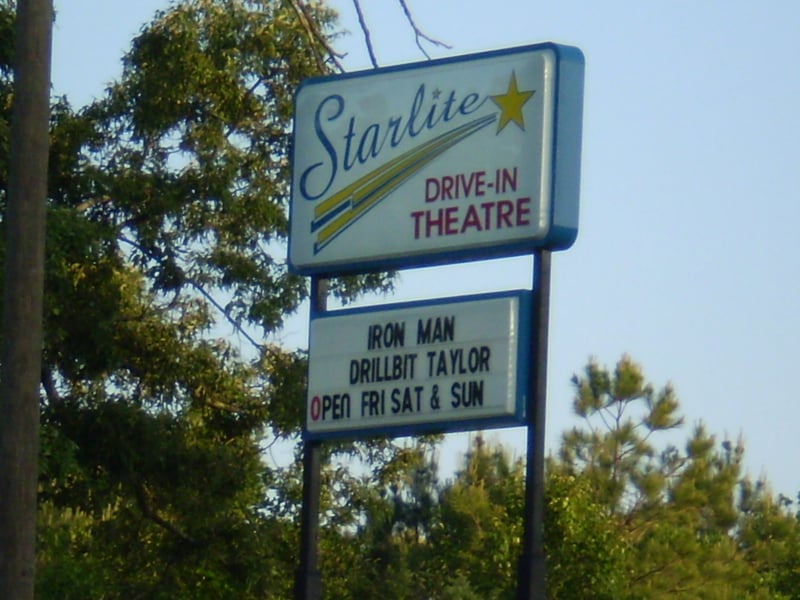 Starlite
DRIVE-IN
THEATRE
IRON MAN
DRILLBIT TAYLOR
OPEN FRI SAT & SUN